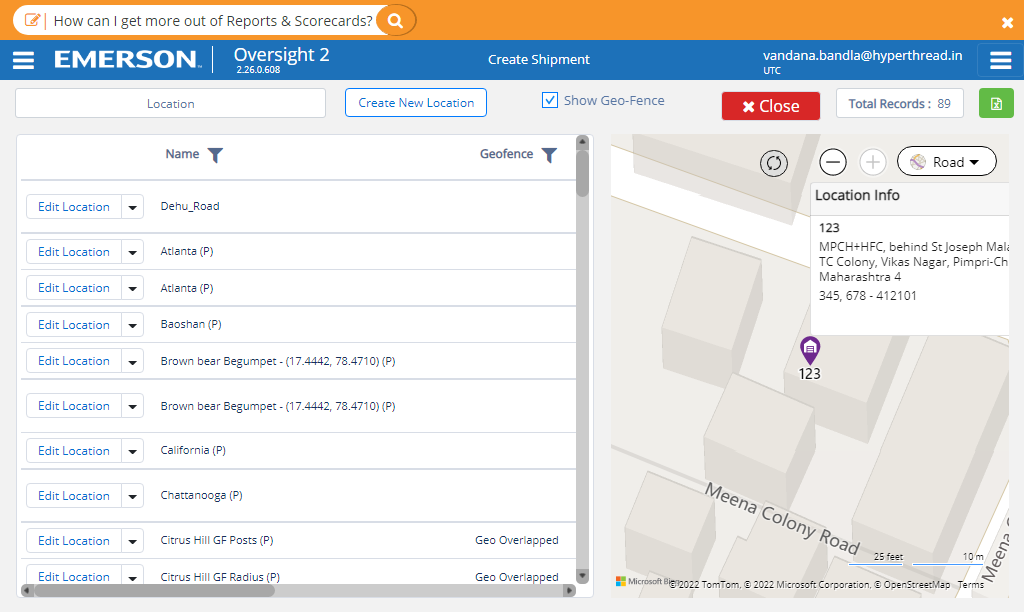 How can I get more out of Reports & Scorecards?
EMERSON.
Oversight 2
2.26.0.608
Create Shipment
vandana.bandla@hyperthread.in
UTC
Location
Create New Location
Show Geo-Fence
Close
Total Records : 89
Name
Geofence
Edit Location
Dehu_Road
Edit Location
Atlanta (P)
Edit Location
Atlanta (P)
Edit Location
Baoshan (P)
Edit Location
Brown bear Begumpet - (17.4442, 78.4710) (P)
Edit Location
Brown bear Begumpet - (17.4442, 78.4710) (P)
Edit Location
California (P)
Edit Location
Chattanooga (P)
Edit Location
Citrus Hill GF Posts (P)
Geo Overlapped
Edit Location
Citrus Hill GF Radius (P)
Geo Overlapped
Road
Location Info
123
MPCH+HFC, behind St Joseph Mala
TC Colony, Vikas Nagar, Pimpri-Ch
Maharashtra 4
345, 678 - 412101
123
Meena Colony Road
Meena
25 feet
10 m
Microsoft Bi
© 2022 TomTom, © 2022 Microsoft Corporation, © OpenStreetMap Terms